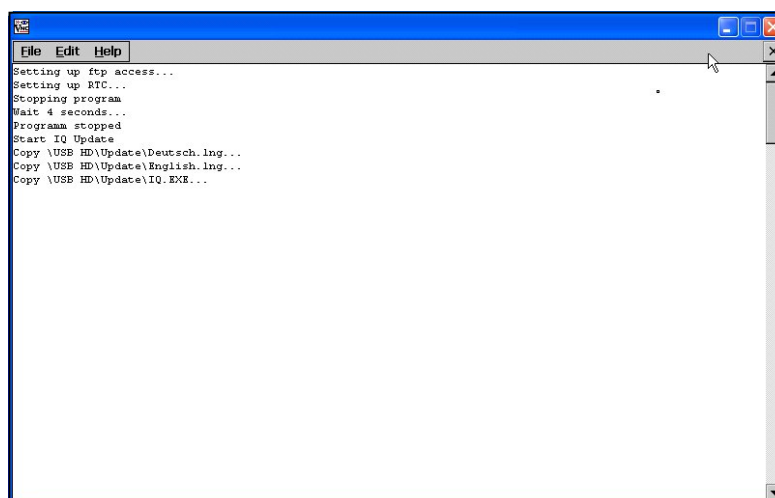 VNC
File Edit Help
Setting up ftp access...
Setting up RTC...
Stopping program
Wait 4 seconds...
Programm stopped
Start IQ Update
Copy \USB HD\Update\Deutsch.lng...
Copy \USB HD\Update\English.lng...
Copy \USB HD\Update\IQ.EXE...